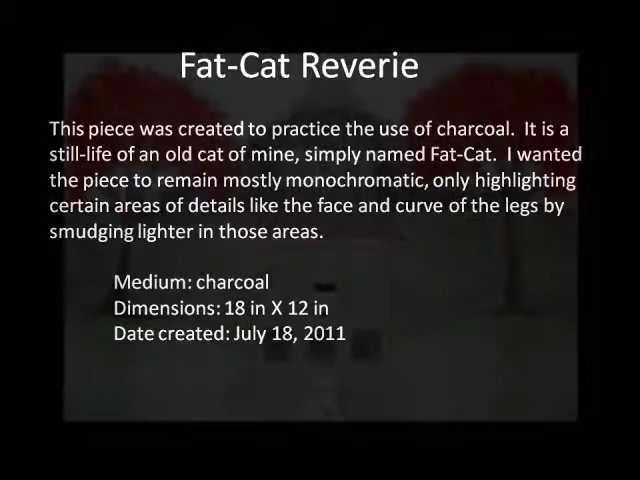 Fat-Cat Reverie
This piece was created to practice the use of charcoal. It is a
still-life of an old cat of mine, simply named Fat-Cat. I wanted
the piece to remain mostly monochromatic, only highlighting
certain areas of details like the face and curve of the legs by
smudging lighter in those areas.
Medium: charcoal
Dimensions: 18 in X 12 in
Date created: July 18, 2011